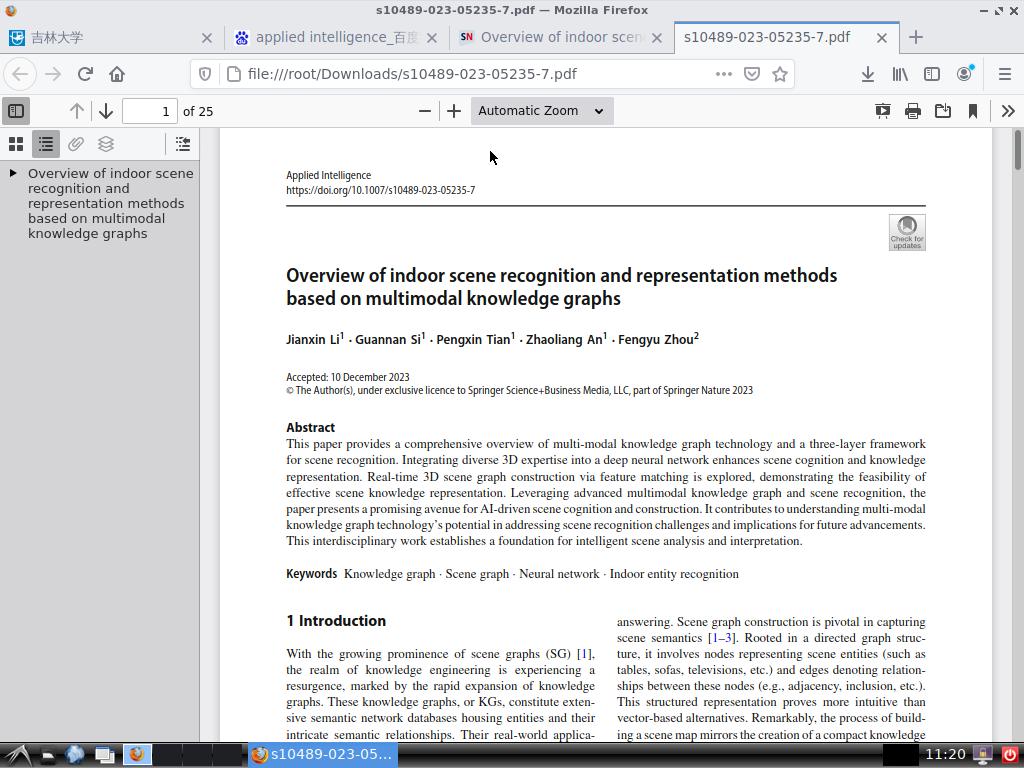 s10489-023-05235-7.pdf — Mozilla Firefox
吉林大学
applied intelligence_百度
SN Overview of indoor scen
s10489-023-05235-7.pdf
file:///root/Downloads/s10489-023-05235-7.pdf
1 of 25
Automatic Zoom
Overview of indoor scene
recognition and
representation methods
based on multimodal
knowledge graphs
Applied Intelligence
https://doi.org/10.1007/s10489-023-05235-7
Check for
updates
Overview of indoor scene recognition and representation methods
based on multimodal knowledge graphs
Jianxin Li1 · Guannan Si1 · Pengxin Tian1 · Zhaoliang An1 · Fengyu Zhou2
Accepted: 10 December 2023
© The Author(s), under exclusive licence to Springer Science+Business Media, LLC, part of Springer Nature 2023
Abstract
This paper provides a comprehensive overview of multi-modal knowledge graph technology and a three-layer framework
for scene recognition. Integrating diverse 3D expertise into a deep neural network enhances scene cognition and knowledge
representation. Real-time 3D scene graph construction via feature matching is explored, demonstrating the feasibility of
effective scene knowledge representation. Leveraging advanced multimodal knowledge graph and scene recognition, the
paper presents a promising avenue for AI-driven scene cognition and construction. It contributes to understanding multi-modal
knowledge graph technology's potential in addressing scene recognition challenges and implications for future advancements.
This interdisciplinary work establishes a foundation for intelligent scene analysis and interpretation.
Keywords Knowledge graph · Scene graph · Neural network · Indoor entity recognition
1 Introduction
With the growing prominence of scene graphs (SG) [1],
the realm of knowledge engineering is experiencing a
resurgence, marked by the rapid expansion of knowledge
graphs. These knowledge graphs, or KGs, constitute exten-
sive semantic network databases housing entities and their
intricate semantic relationships. Their real-world applica-
answering. Scene graph construction is pivotal in capturing
scene semantics [1–3]. Rooted in a directed graph struc-
ture, it involves nodes representing scene entities (such as
tables, sofas, televisions, etc.) and edges denoting relation-
ships between these nodes (e.g., adjacency, inclusion, etc.).
This structured representation proves more intuitive than
vector-based alternatives. Remarkably, the process of build-
ing a scene map mirrors the creation of a compact knowledge
s10489-023-05...
11:20